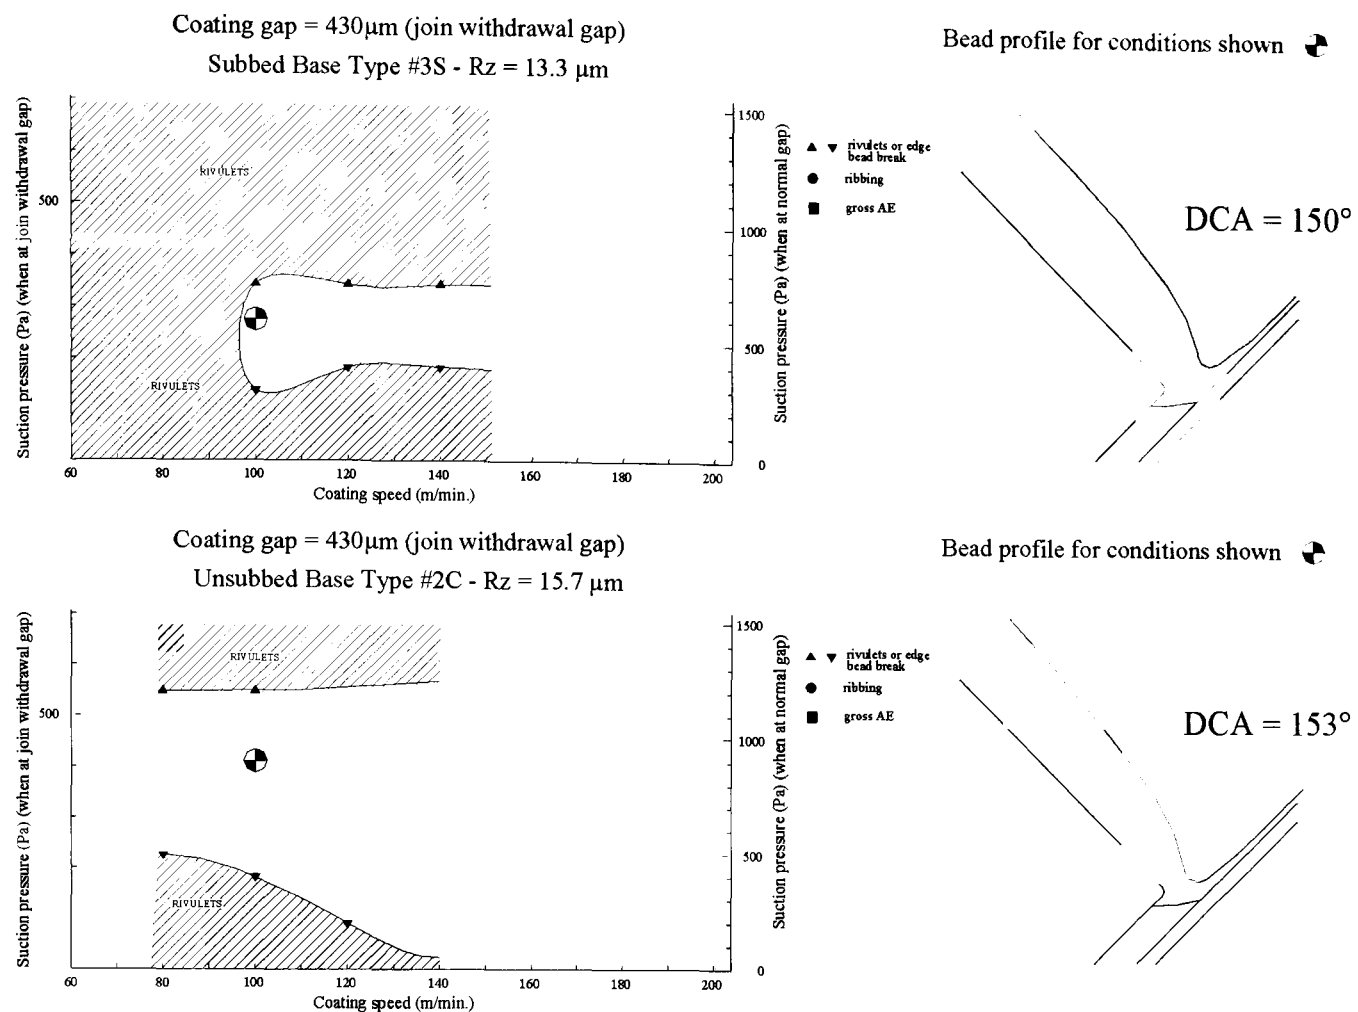 Coating gap = 430μm (join withdrawal gap)
Subbed Base Type #3S - Rz = 13.3 μm
Bead profile for conditions shown
Suction pressure (Pa) (when at join withdrawal gap)
500
RIVULETS
RIVULETS
60
80
100
120
140
160
180
200
Coating speed (m/min.)
1500
1000
500
0
Suction pressure (Pa) (when at normal gap)
rivulets or edge
bead break
ribbing
gross AE
DCA = 150°
Coating gap = 430μm (join withdrawal gap)
Unsubbed Base Type #2C - Rz = 15.7 μm
Bead profile for conditions shown
Suction pressure (Pa) (when at join withdrawal gap)
500
RIVULETS
RIVULETS
60
80
100
120
140
160
180
200
Coating speed (m/min.)
1500
1000
500
0
Suction pressure (Pa) (when at normal gap)
rivulets or edge
bead break
ribbing
gross AE
DCA = 153°